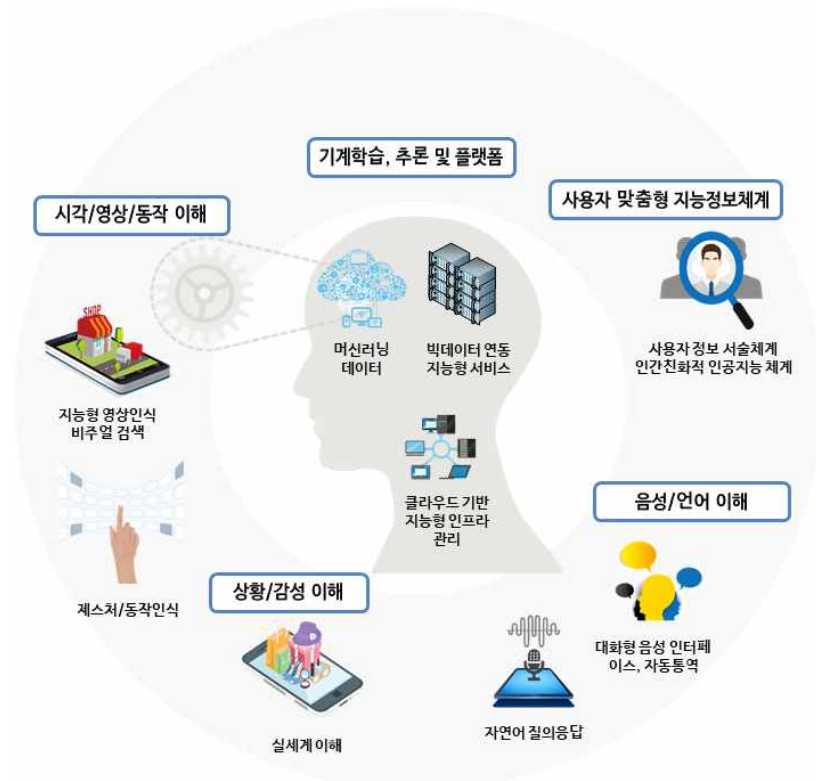 기계학습, 추론 및 플랫폼
시각/영상/동작 이해
사용자 맞춤형 지능정보체계
SHOP
머신러닝
데이터
빅데이터 연동
지능형 서비스
사용자 정보 서술체계
인간친화적 인공지능 체계
지능형 영상인식
비주얼 검색
클라우드 기반
지능형 인프라
관리
음성/언어 이해
제스처/동작인식
상황/감성 이해
대화형 음성 인터페
이스, 자동통역
자연어 질의응답
실세계 이해